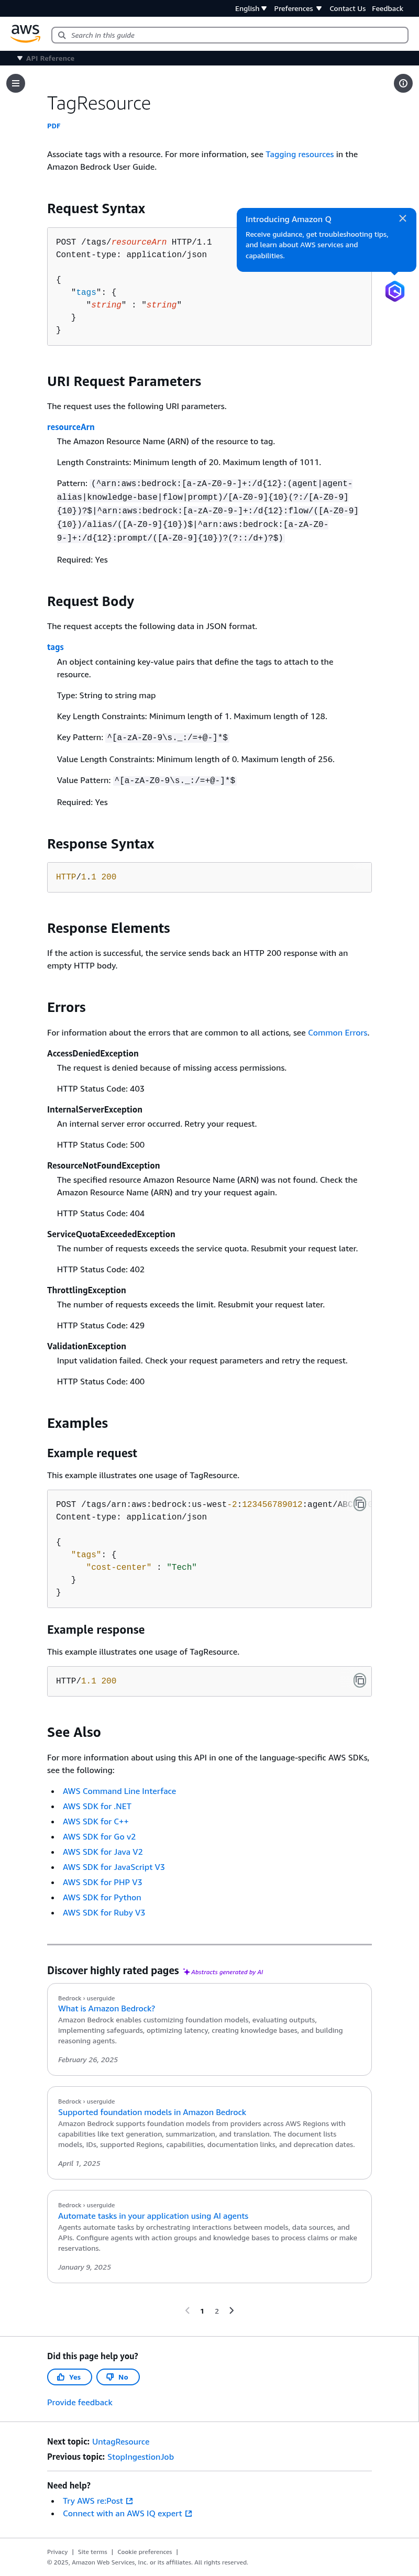 English Preferences Contact Us Feedback
aws Search in this guide
API Reference
TagResource
PDF
Associate tags with a resource. For more information, see Tagging resources in the
Amazon Bedrock User Guide.
Request Syntax
POST /tags/resourceArn HTTP/1.1
Content-type: application/json
{
"tags": {
"string" : "string"
}
}
Introducing Amazon Q
Receive guidance, get troubleshooting tips,
and learn about AWS services and
capabilities.
URI Request Parameters
The request uses the following URI parameters.
resourceArn
The Amazon Resource Name (ARN) of the resource to tag.
Length Constraints: Minimum length of 20. Maximum length of 1011.
Pattern: (^arn:aws:bedrock:[a-zA-Z0-9-]+:/d{12}:(agent|agent-
alias|knowledge-base|flow|prompt)/[A-Z0-9]{10}(?:/[A-Z0-9]
{10})?$|^arn:aws:bedrock:[a-zA-Z0-9-]+:/d{12}:flow/([A-Z0-9]
{10})/alias/([A-Z0-9]{10})$|^arn:aws:bedrock:[a-zA-Z0-
9-]+:/d{12}:prompt/([A-Z0-9]{10})?(?::/d+)?$)
Required: Yes
Request Body
The request accepts the following data in JSON format.
tags
An object containing key-value pairs that define the tags to attach to the
resource.
Type: String to string map
Key Length Constraints: Minimum length of 1. Maximum length of 128.
Key Pattern: ^[a-zA-Z0-9\s._:/=+@-]*$
Value Length Constraints: Minimum length of 0. Maximum length of 256.
Value Pattern: ^[a-zA-Z0-9\s._:/=+@-]*$
Required: Yes
Response Syntax
HTTP/1.1 200
Response Elements
If the action is successful, the service sends back an HTTP 200 response with an
empty HTTP body.
Errors
For information about the errors that are common to all actions, see Common Errors.
AccessDeniedException
The request is denied because of missing access permissions.
HTTP Status Code: 403
InternalServerException
An internal server error occurred. Retry your request.
HTTP Status Code: 500
ResourceNotFoundException
The specified resource Amazon Resource Name (ARN) was not found. Check the
Amazon Resource Name (ARN) and try your request again.
HTTP Status Code: 404
ServiceQuotaExceededException
The number of requests exceeds the service quota. Resubmit your request later.
HTTP Status Code: 402
ThrottlingException
The number of requests exceeds the limit. Resubmit your request later.
HTTP Status Code: 429
ValidationException
Input validation failed. Check your request parameters and retry the request.
HTTP Status Code: 400
Examples
Example request
This example illustrates one usage of TagResource.
POST /tags/arn:aws:bedrock:us-west-2:123456789012:agent/ABC
Content-type: application/json
{
"tags": {
"cost-center" : "Tech"
}
}
Example response
This example illustrates one usage of TagResource.
HTTP/1.1 200
See Also
For more information about using this API in one of the language-specific AWS SDKs,
see the following:
• AWS Command Line Interface
• AWS SDK for .NET
• AWS SDK for C++
• AWS SDK for Go v2
• AWS SDK for Java V2
• AWS SDK for JavaScript V3
• AWS SDK for PHP V3
• AWS SDK for Python
• AWS SDK for Ruby V3
Discover highly rated pages Abstracts generated by AI
Bedrock › userguide
What is Amazon Bedrock?
Amazon Bedrock enables customizing foundation models, evaluating outputs,
implementing safeguards, optimizing latency, creating knowledge bases, and building
reasoning agents.
February 26, 2025
Bedrock › userguide
Supported foundation models in Amazon Bedrock
Amazon Bedrock supports foundation models from providers across AWS Regions with
capabilities like text generation, summarization, and translation. The document lists
models, IDs, supported Regions, capabilities, documentation links, and deprecation dates.
April 1, 2025
Bedrock › userguide
Automate tasks in your application using AI agents
Agents automate tasks by orchestrating interactions between models, data sources, and
APIs. Configure agents with action groups and knowledge bases to process claims or make
reservations.
January 9, 2025
1 2
Did this page help you?
Yes No
Provide feedback
Next topic: UntagResource
Previous topic: StopIngestionJob
Need help?
• Try AWS re:Post
• Connect with an AWS IQ expert
Privacy | Site terms | Cookie preferences |
© 2025, Amazon Web Services, Inc. or its affiliates. All rights reserved.